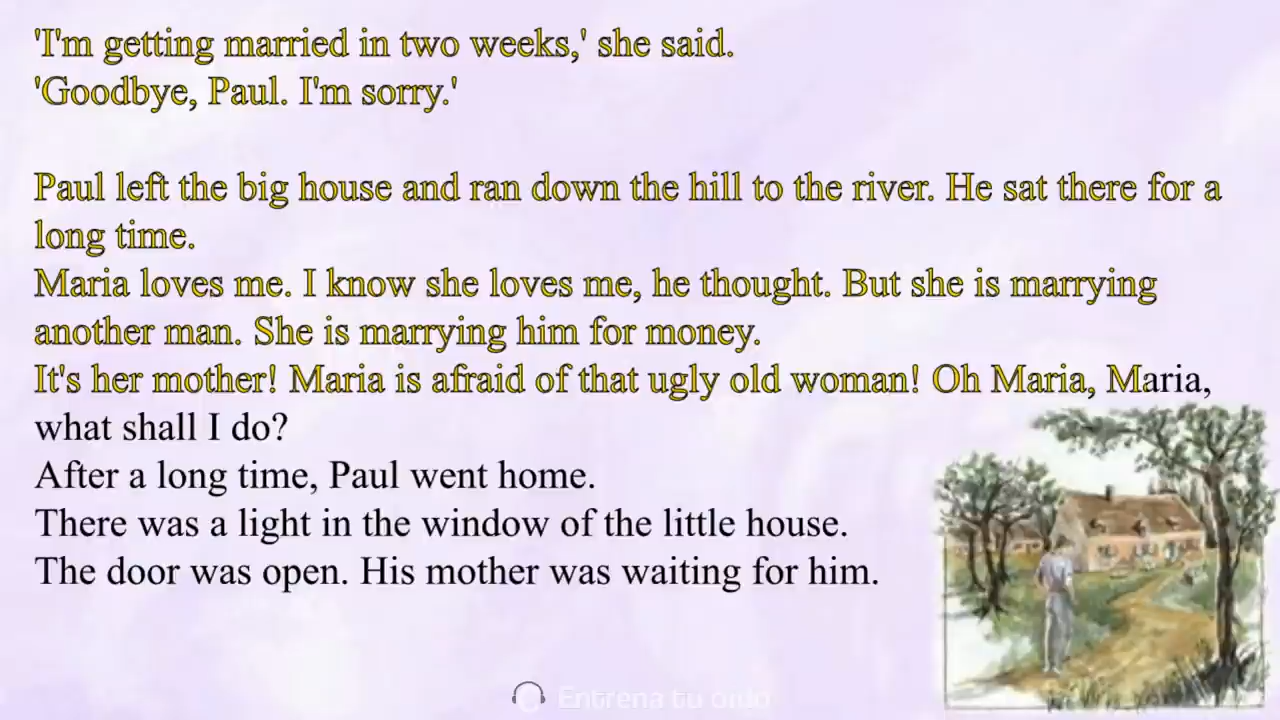 'I'm getting married in two weeks,' she said.
'Goodbye, Paul. I'm sorry.'
Paul left the big house and ran down the hill to the river. He sat there for a
long time.
Maria loves me. I know she loves me, he thought. But she is marrying
another man. She is marrying him for money.
It's her mother! Maria is afraid of that ugly old woman! Oh Maria, Maria,
what shall I do?
After a long time, Paul went home.
There was a light in the window of the little house.
The door was open. His mother was waiting for him.
Entrena tu oído